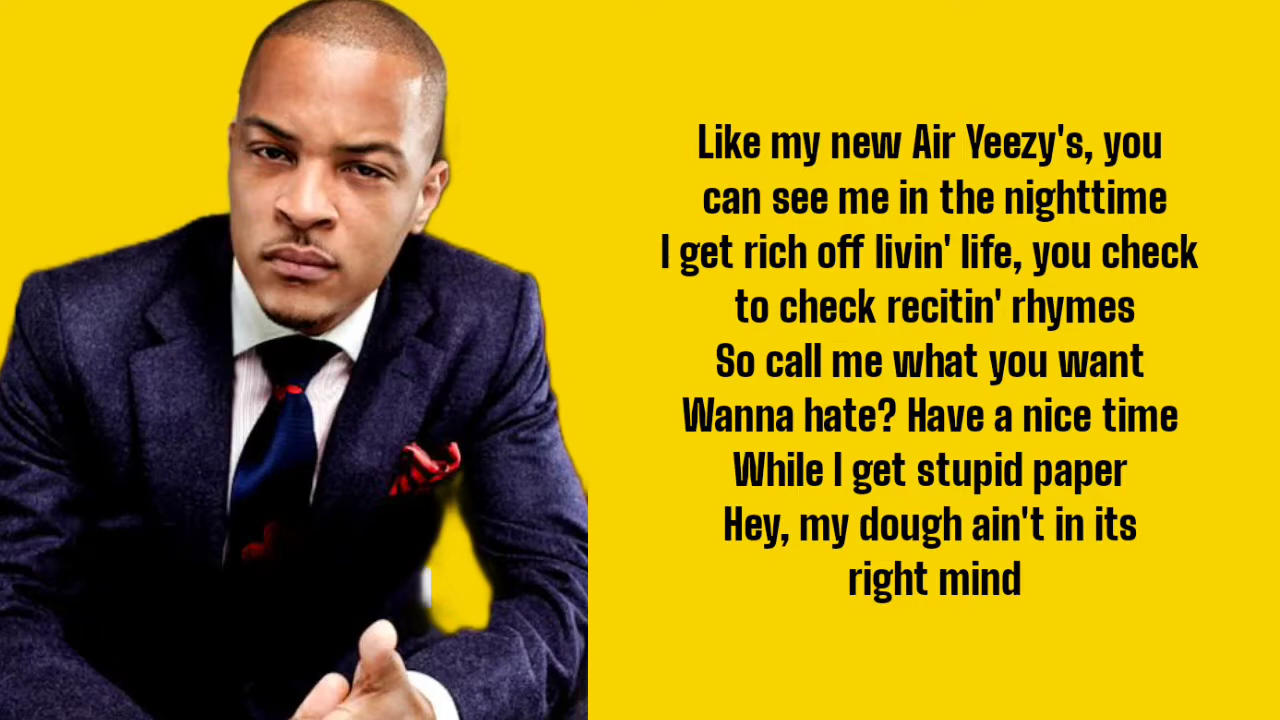 Like my new Air Yeezy's, you
can see me in the nighttime
I get rich off livin' life, you check
to check recitin' rhymes
So call me what you want
Wanna hate? Have a nice time
While I get stupid paper
Hey, my dough ain't in its
right mind